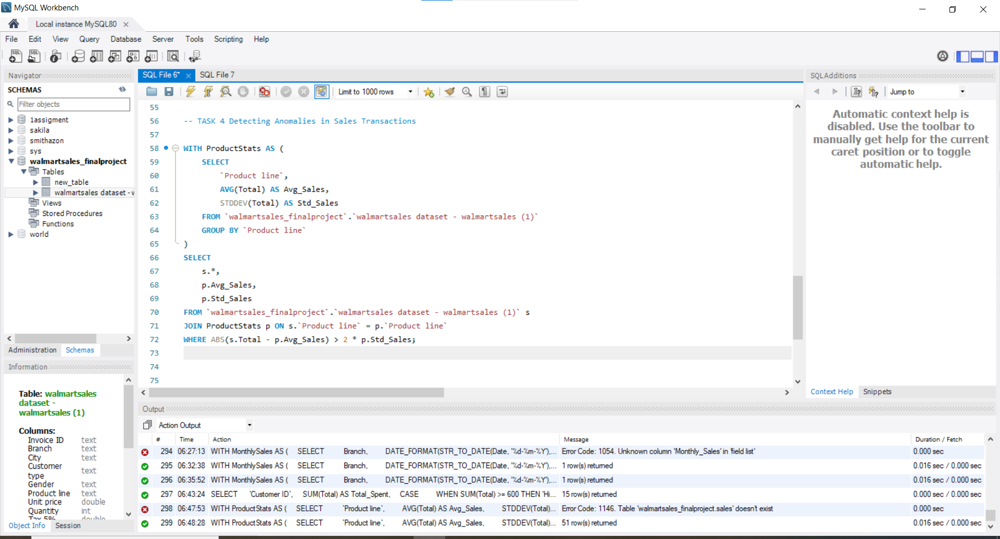 MySQL Workbench
Local instance MySQL80
File Edit View Query Database Server Tools Scripting Help
Navigator
SCHEMAS
Filter objects
1assigment
sakila
smithazon
sys
walmartsales_finalproject
Tables
new_table
walmartsales dataset - w
Views
Stored Procedures
Functions
world
Administration Schemas
Information
Table: walmartsales
dataset -
walmartsales (1)
Columns:
Invoice ID text
Branch text
City text
Customer
type text
Gender text
Product line text
Unit price double
Quantity int
Tax 5% double
Object Info Session
SQL File 6* SQL File 7
Limit to 1000 rows
55
56 -- TASK 4 Detecting Anomalies in Sales Transactions
57
58 WITH ProductStats AS (
59 SELECT
60 `Product line`,
61 AVG(Total) AS Avg_Sales,
62 STDDEV(Total) AS Std_Sales
63 FROM `walmartsales_finalproject`.`walmartsales dataset - walmartsales (1)`
64 GROUP BY `Product line`
65 )
66 SELECT
67 s.*,
68 p.Avg_Sales,
69 p.Std_Sales
70 FROM `walmartsales_finalproject`.`walmartsales dataset - walmartsales (1)` s
71 JOIN ProductStats p ON s.`Product line` = p.`Product line`
72 WHERE ABS(s.Total - p.Avg_Sales) > 2 * p.Std_Sales;
73
74
75
SQLAdditions
Jump to
Automatic context help is
disabled. Use the toolbar to
manually get help for the current
caret position or to toggle
automatic help.
Context Help Snippets
Output
Action Output
# Time Action Message Duration / Fetch
294 06:27:13 WITH MonthlySales AS ( SELECT Branch, DATE_FORMAT(STR_TO_DATE(Date, '%d-%m-%Y'),... Error Code: 1054. Unknown column 'Monthly_Sales' in 'field list' 0.000 sec
295 06:32:38 WITH MonthlySales AS ( SELECT Branch, DATE_FORMAT(STR_TO_DATE(Date, '%d-%m-%Y'),... 1 row(s) returned 0.016 sec / 0.000 sec
296 06:35:52 WITH MonthlySales AS ( SELECT Branch, DATE_FORMAT(STR_TO_DATE(Date, '%d-%m-%Y'),... 1 row(s) returned 0.016 sec / 0.000 sec
297 06:43:24 SELECT `Customer ID`, SUM(Total) AS Total_Spent, CASE WHEN SUM(Total) >= 600 THEN 'Hi... 15 row(s) returned 0.000 sec / 0.000 sec
298 06:47:53 WITH ProductStats AS ( SELECT `Product line`, AVG(Total) AS Avg_Sales, STDDEV(Total)... Error Code: 1146. Table 'walmartsales_finalproject.sales' doesn't exist 0.000 sec
299 06:48:28 WITH ProductStats AS ( SELECT `Product line`, AVG(Total) AS Avg_Sales, STDDEV(Total)... 51 row(s) returned 0.016 sec / 0.000 sec